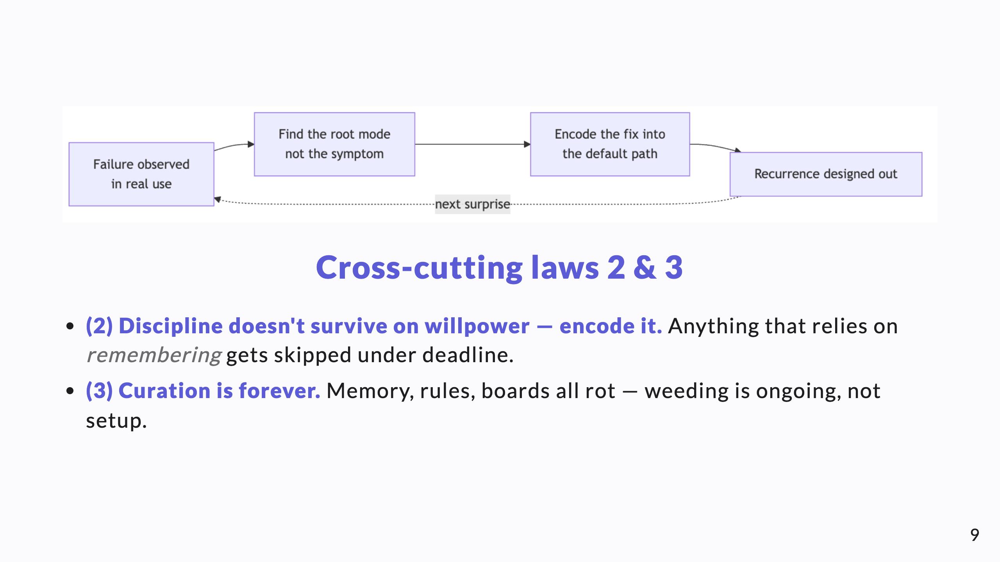 Failure observed
in real use
Find the root mode
not the symptom
Encode the fix into
the default path
Recurrence designed out
next surprise
Cross-cutting laws 2 & 3
• (2) Discipline doesn't survive on willpower — encode it. Anything that relies on
remembering gets skipped under deadline.
• (3) Curation is forever. Memory, rules, boards all rot — weeding is ongoing, not
setup.
9